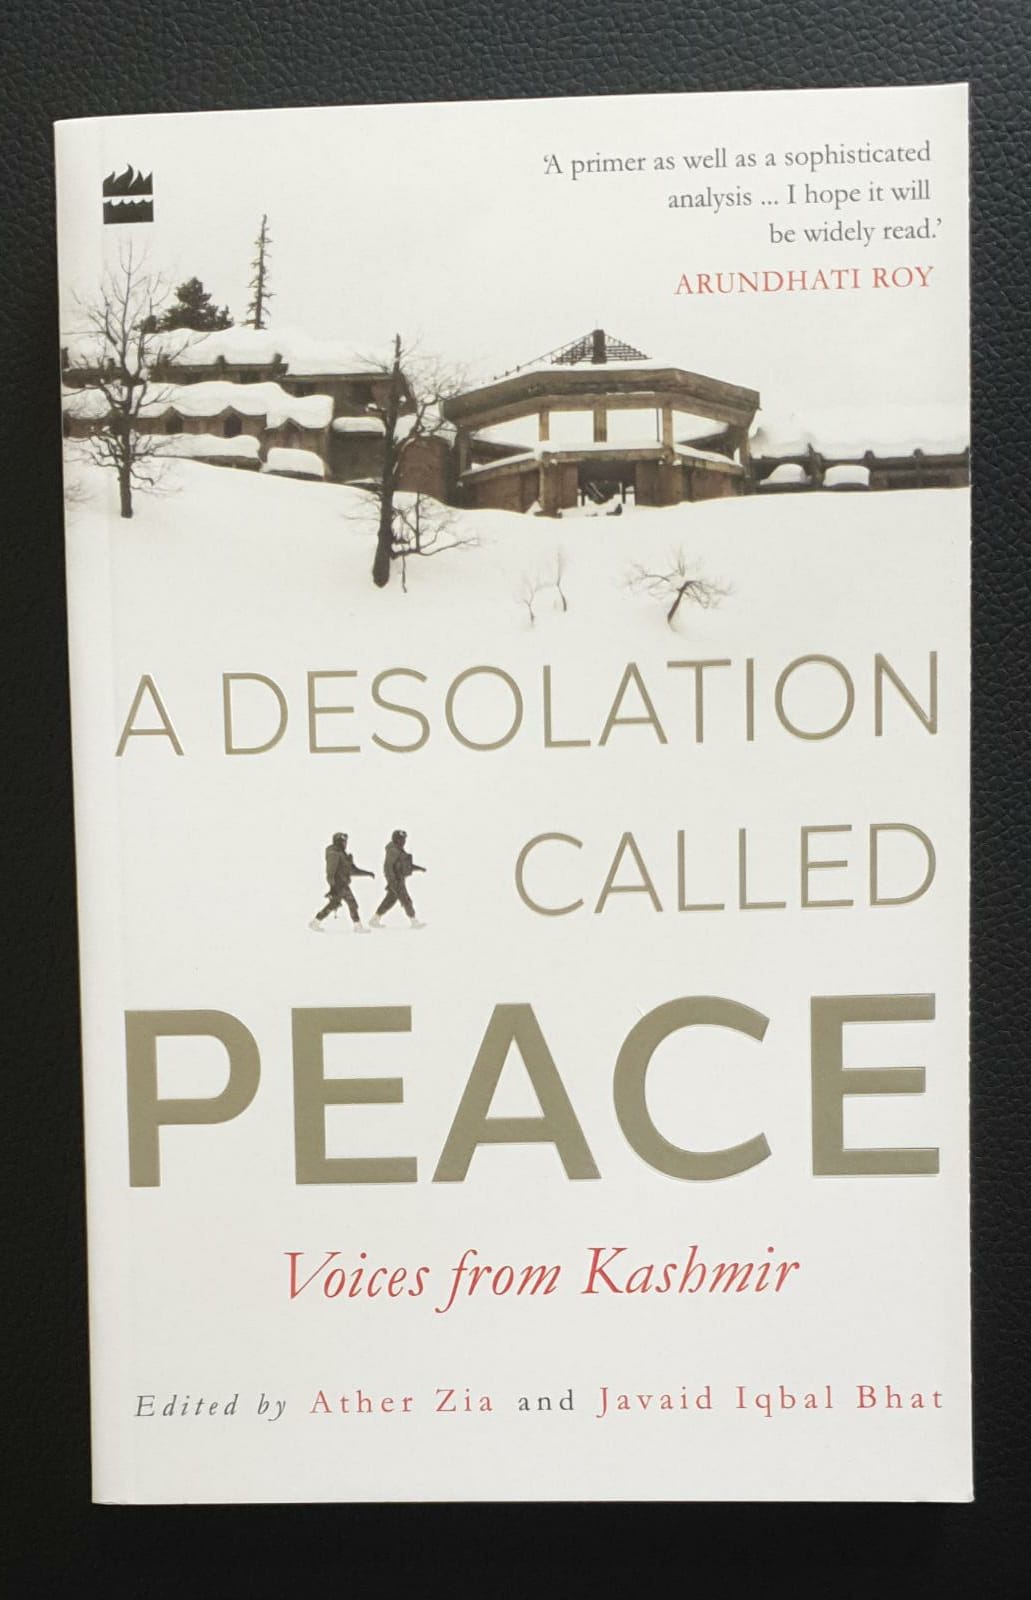 ‘A primer as well as a sophisticated
analysis ... I hope it will
be widely read.’
ARUNDHATI ROY
A DESOLATION
CALLED
PEACE
Voices from Kashmir
Edited by Ather Zia and Javaid Iqbal Bhat